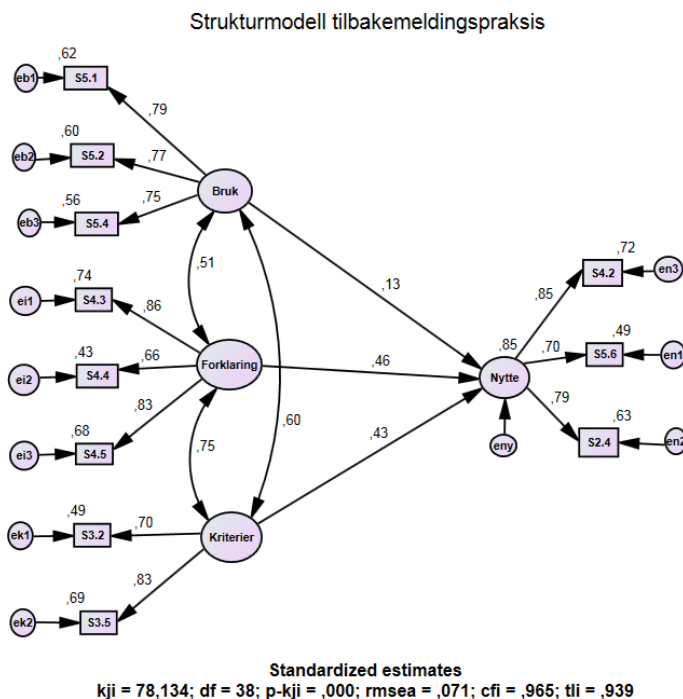 Strukturmodell tilbakemeldingspraksis
,62
eb1 S5.1
,79
,60
eb2 S5.2
,77
Bruk
,56
eb3 S5.4
,75
,72
S4.2 en3
,51
,13
,85
,74
ei1 S4.3
,86
,85
,49
,70
S5.6 en1
,43
ei2 S4.4
,66
Forklaring
,46
Nytte
,79
,63
S2.4 en2
,68
ei3 S4.5
,83
,60
,43
eny
,75
,49
ek1 S3.2
,70
Kriterier
,83
,69
ek2 S3.5
Standardized estimates
kji = 78,134; df = 38; p-kji = ,000; rmsea = ,071; cfi = ,965; tli = ,939